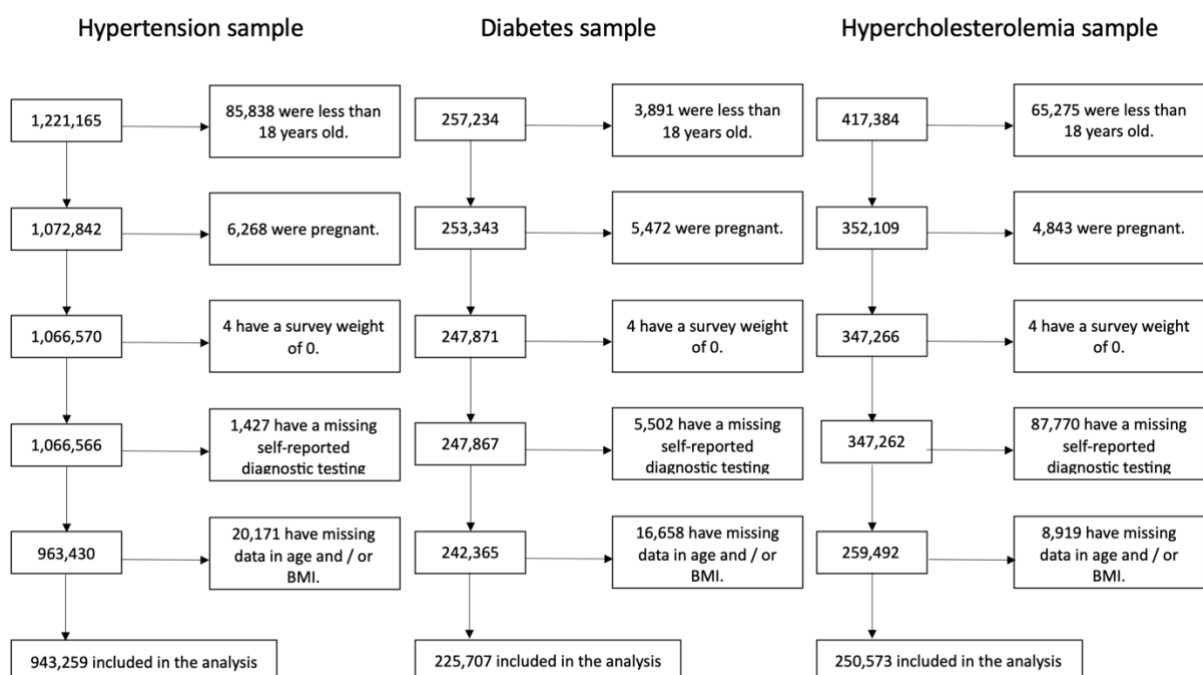 Hypertension sample
Diabetes sample
Hypercholesterolemia sample
1,221,165
85,838 were less than
18 years old.
257,234
3,891 were less than
18 years old.
417,384
65,275 were less than
18 years old.
1,072,842
6,268 were pregnant.
253,343
5,472 were pregnant.
352,109
4,843 were pregnant.
1,066,570
4 have a survey weight
of 0.
247,871
4 have a survey weight
of 0.
347,266
4 have a survey weight
of 0.
1,066,566
1,427 have a missing
self-reported
diagnostic testing
247,867
5,502 have a missing
self-reported
diagnostic testing
347,262
87,770 have a missing
self-reported
diagnostic testing
963,430
20,171 have missing
data in age and / or
BMI.
242,365
16,658 have missing
data in age and / or
BMI.
259,492
8,919 have missing
data in age and / or
BMI.
943,259 included in the analysis
225,707 included in the analysis
250,573 included in the analysis